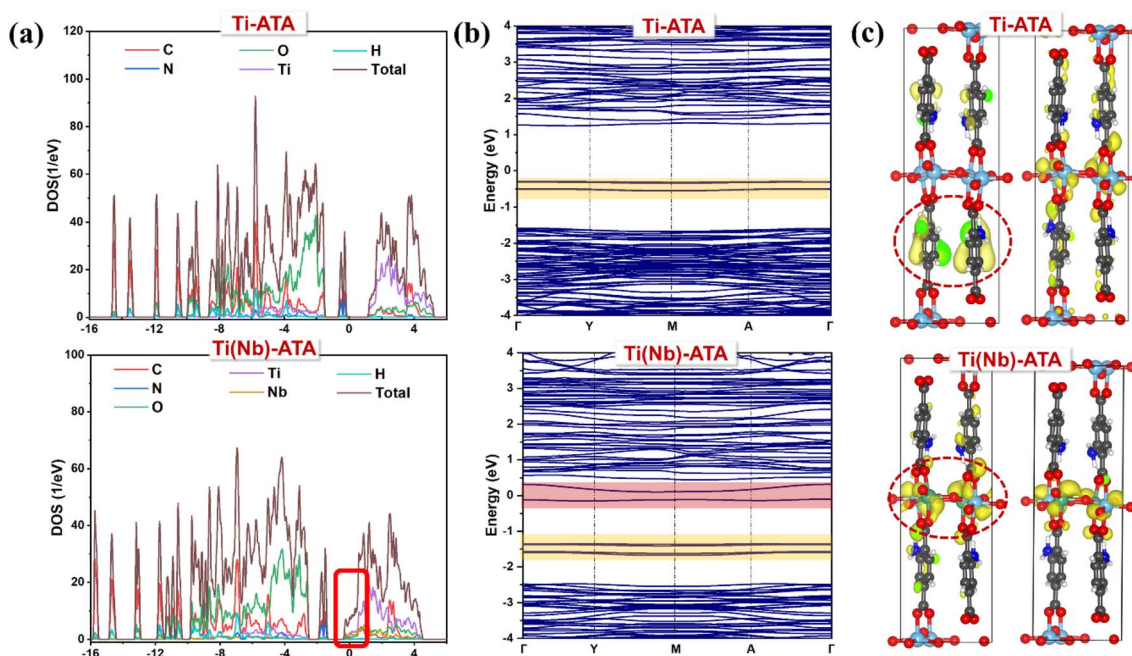 (a)
Ti-ATA
C O H
N Ti Total
DOS(1/eV)
120
100
80
60
40
20
0
-16 -12 -8 -4 0 4
(b)
Ti-ATA
Energy (eV)
4
3
2
1
0
-1
-2
-3
-4
Γ Y M A Γ
(c)
Ti-ATA
Ti(Nb)-ATA
C Ti H
N Nb Total
O
DOS (1/eV)
100
80
60
40
20
0
-16 -12 -8 -4 0 4
Ti(Nb)-ATA
Energy (eV)
4
3
2
1
0
-1
-2
-3
-4
Γ Y M A Γ
Ti(Nb)-ATA